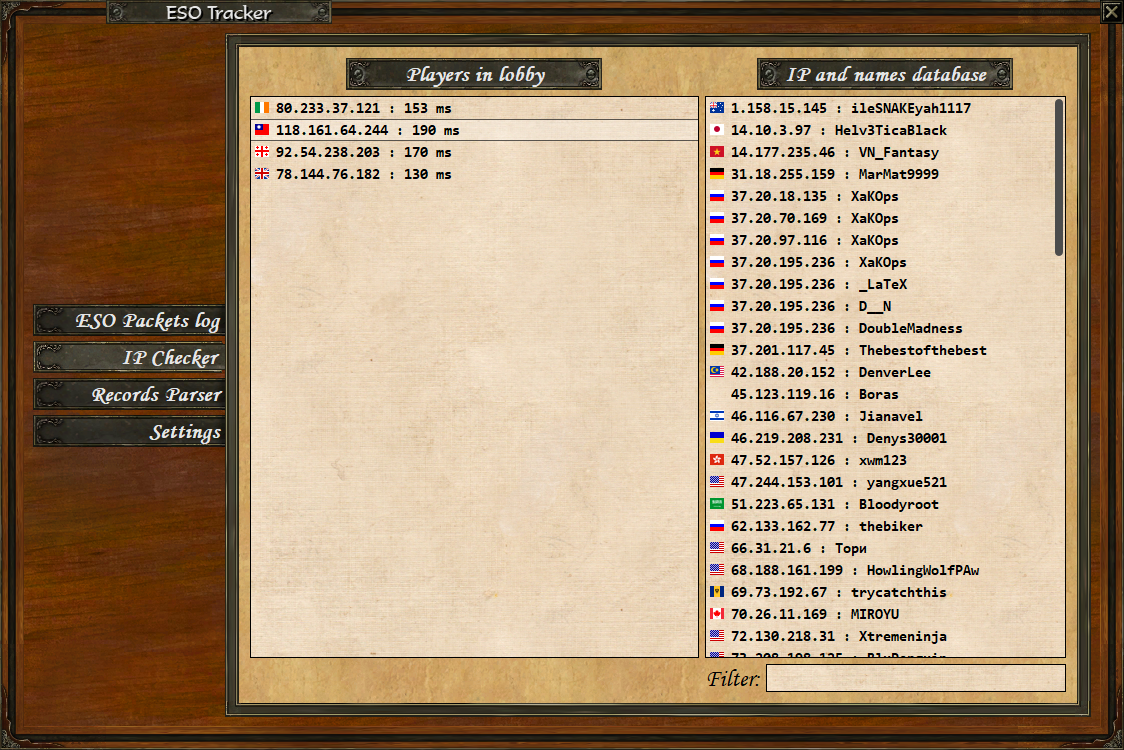 ESO Tracker
ESO Packets log
IP Checker
Records Parser
Settings
Players in lobby
80.233.37.121 : 153 ms
118.161.64.244 : 190 ms
92.54.238.203 : 170 ms
78.144.76.182 : 130 ms
IP and names database
1.158.15.145 : ileSNAKEyah1117
14.10.3.97 : Helv3TicaBlack
14.177.235.46 : VN_Fantasy
31.18.255.159 : MarMat9999
37.20.18.135 : XaKOps
37.20.70.169 : XaKOps
37.20.97.116 : XaKOps
37.20.195.236 : XaKOps
37.20.195.236 : _LaTeX
37.20.195.236 : D__N
37.20.195.236 : DoubleMadness
37.201.117.45 : Thebestofthebest
42.188.20.152 : DenverLee
45.123.119.16 : Boras
46.116.67.230 : Jianavel
46.219.208.231 : Denys30001
47.52.157.126 : xwm123
47.244.153.101 : yangxue521
51.223.65.131 : Bloodyroot
62.133.162.77 : thebiker
66.31.21.6 : Тори
68.188.161.199 : HowlingWolfPAw
69.73.192.67 : trycatchthis
70.26.11.169 : MIROYU
72.130.218.31 : Xtremeninja
Filter: